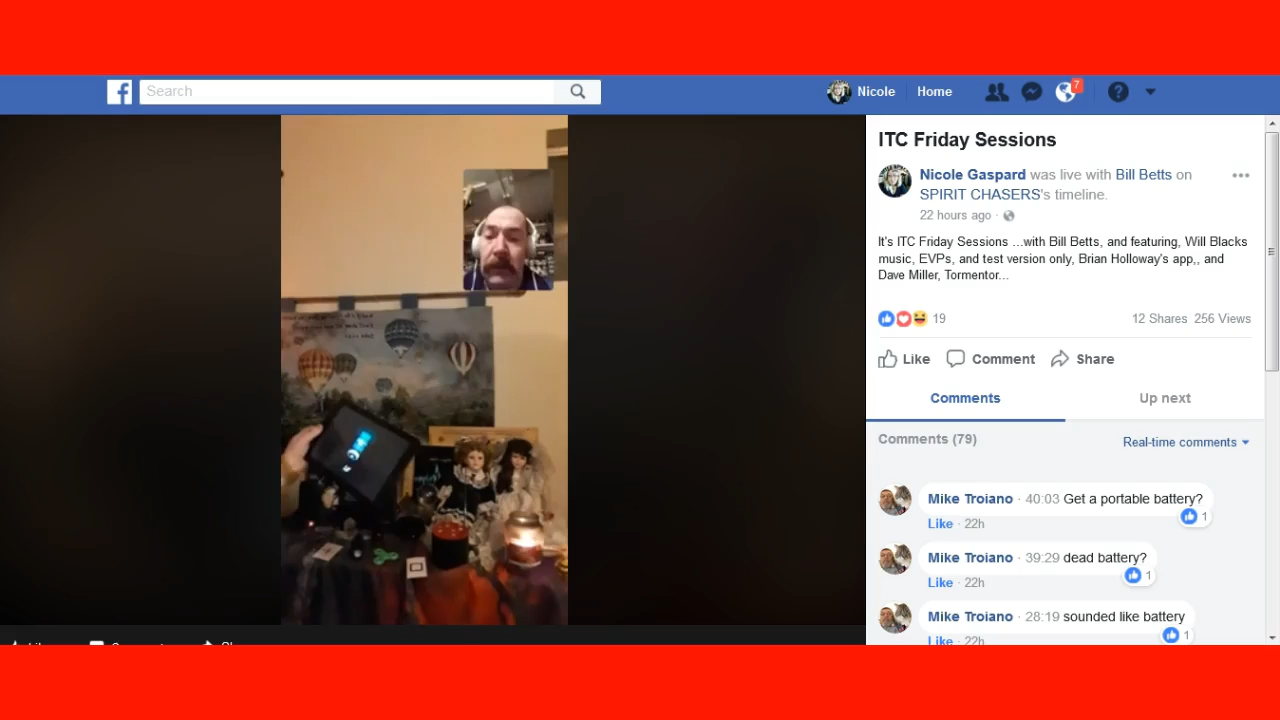 f
Search
Nicole
Home
7
?
ITC Friday Sessions
Nicole Gaspard was live with Bill Betts on
SPIRIT CHASERS's timeline.
22 hours ago ·
It's ITC Friday Sessions ...with Bill Betts, and featuring, Will Blacks
music, EVPs, and test version only, Brian Holloway's app,, and
Dave Miller, Tormentor...
19
12 Shares 256 Views
Like
Comment
Share
Comments
Up next
Comments (79)
Real-time comments
Mike Troiano · 40:03 Get a portable battery?
Like · 22h
1
Mike Troiano · 39:29 dead battery?
Like · 22h
1
Mike Troiano · 28:19 sounded like battery
Like · 22h
1